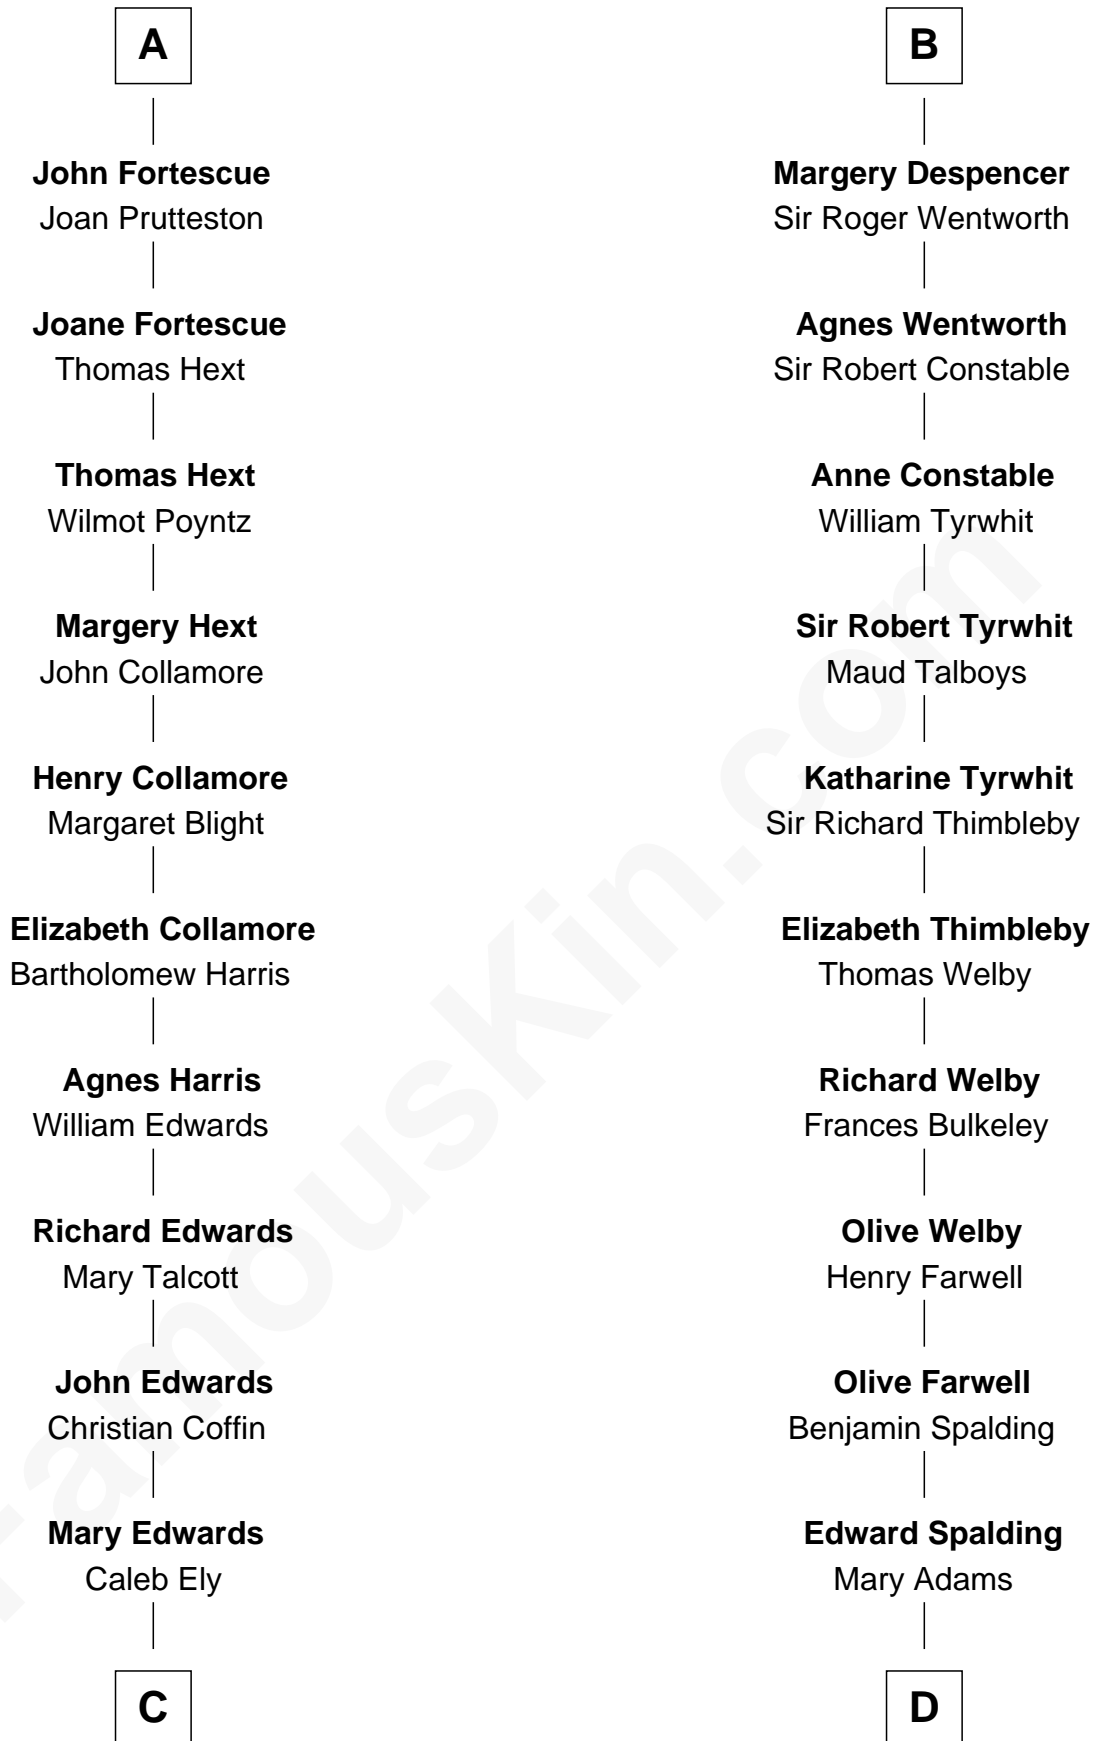 A
John Fortescue
Joan Prutteston
Joane Fortescue
Thomas Hext
Thomas Hext
Wilmot Poyntz
Margery Hext
John Collamore
Henry Collamore
Margaret Blight
Elizabeth Collamore
Bartholomew Harris
Agnes Harris
William Edwards
Richard Edwards
Mary Talcott
John Edwards
Christian Coffin
Mary Edwards
Caleb Ely
C
B
Margery Despencer
Sir Roger Wentworth
Agnes Wentworth
Sir Robert Constable
Anne Constable
William Tyrwhit
Sir Robert Tyrwhit
Maud Talboys
Katharine Tyrwhit
Sir Richard Thimbleby
Elizabeth Thimbleby
Thomas Welby
Richard Welby
Frances Bulkeley
Olive Welby
Henry Farwell
Olive Farwell
Benjamin Spalding
Edward Spalding
Mary Adams
D
FamousKin.com